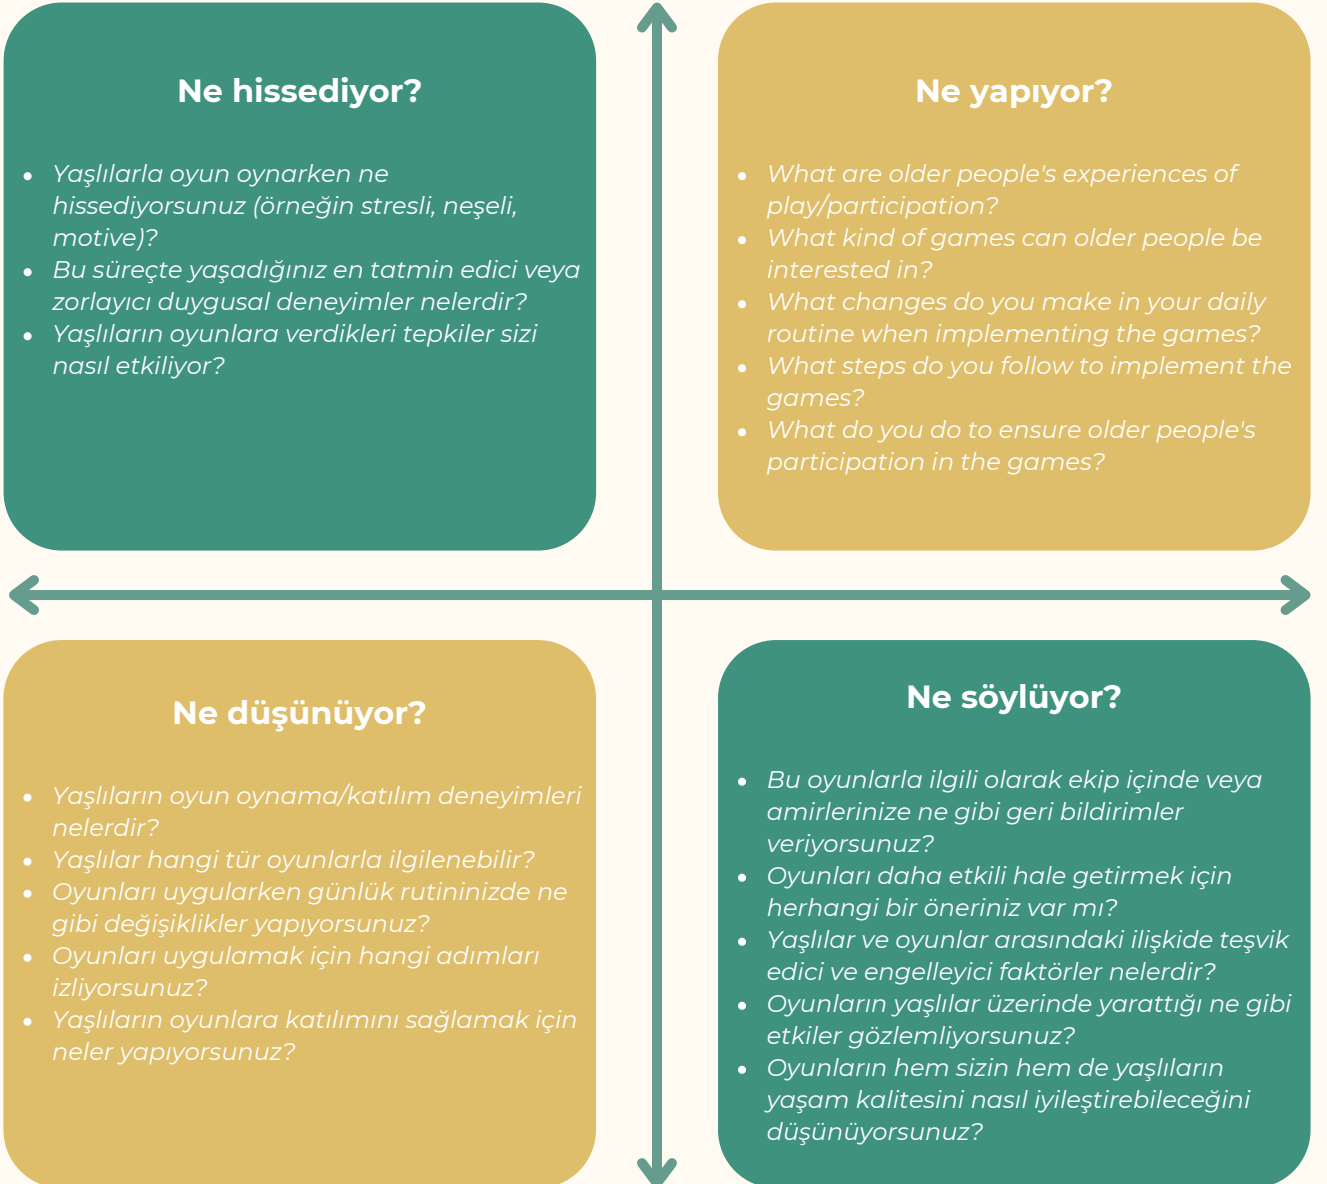 Ne hissediyor?
• Yaşlılarla oyun oynarken ne
hissediyorsunuz (örneğin stresli, neşeli,
motive)?
• Bu süreçte yaşadığınız en tatmin edici veya
zorlayıcı duygusal deneyimler nelerdir?
• Yaşlıların oyunlara verdikleri tepkiler sizi
nasıl etkiliyor?
Ne yapıyor?
• What are older people's experiences of
play/participation?
• What kind of games can older people be
interested in?
• What changes do you make in your daily
routine when implementing the games?
• What steps do you follow to implement the
games?
• What do you do to ensure older people's
participation in the games?
Ne düşünüyor?
• Yaşlıların oyun oynama/katılım deneyimleri
nelerdir?
• Yaşlılar hangi tür oyunlarla ilgilenebilir?
• Oyunları uygularken günlük rutininizde ne
gibi değişiklikler yapıyorsunuz?
• Oyunları uygulamak için hangi adımları
izliyorsunuz?
• Yaşlıların oyunlara katılımını sağlamak için
neler yapıyorsunuz?
Ne söylüyor?
• Bu oyunlarla ilgili olarak ekip içinde veya
amirlerinize ne gibi geri bildirimler
veriyorsunuz?
• Oyunları daha etkili hale getirmek için
herhangi bir öneriniz var mı?
• Yaşlılar ve oyunlar arasındaki ilişkide teşvik
edici ve engelleyici faktörler nelerdir?
• Oyunların yaşlılar üzerinde yarattığı ne gibi
etkiler gözlemliyorsunuz?
• Oyunların hem sizin hem de yaşlıların
yaşam kalitesini nasıl iyileştirebileceğini
düşünüyorsunuz?